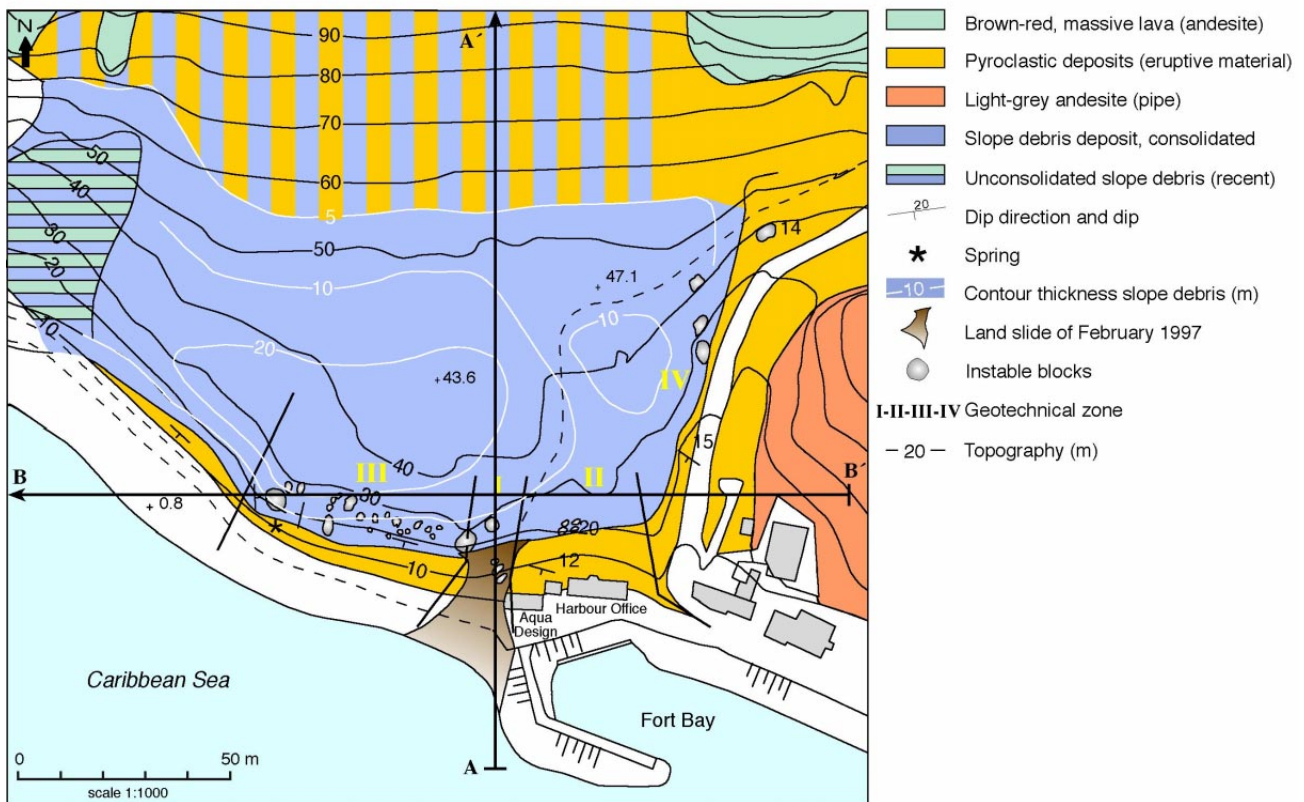 N
90
A´
80
70
60
5
50
50
40
30
20
10
10
47.1
14
10
20
43.6
IV
15
III
40
I
II
B
B´
30
20
0.8
10
12
Harbour Office
Aqua
Design
Caribbean Sea
Fort Bay
A
0 50 m
scale 1:1000
Brown-red, massive lava (andesite)
Pyroclastic deposits (eruptive material)
Light-grey andesite (pipe)
Slope debris deposit, consolidated
Unconsolidated slope debris (recent)
20 Dip direction and dip
* Spring
10 Contour thickness slope debris (m)
Land slide of February 1997
Instable blocks
I-II-III-IV Geotechnical zone
— 20 — Topography (m)